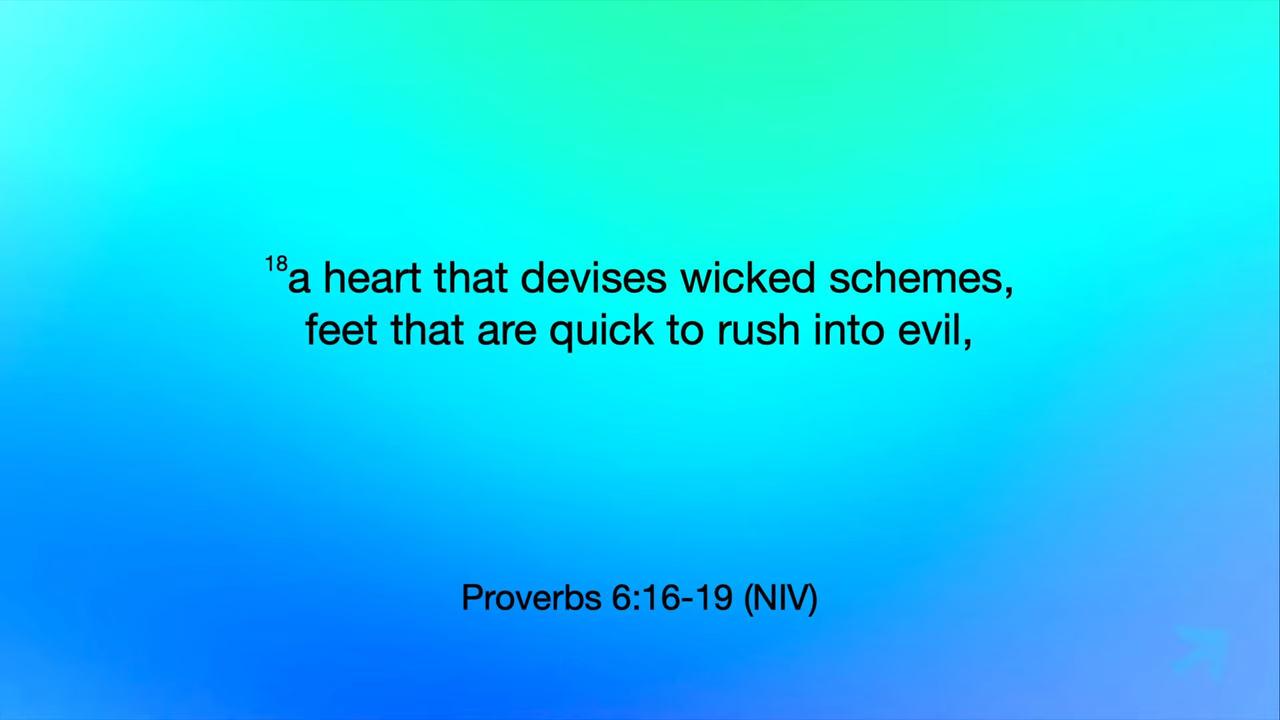 18a heart that devises wicked schemes,
feet that are quick to rush into evil,
Proverbs 6:16-19 (NIV)